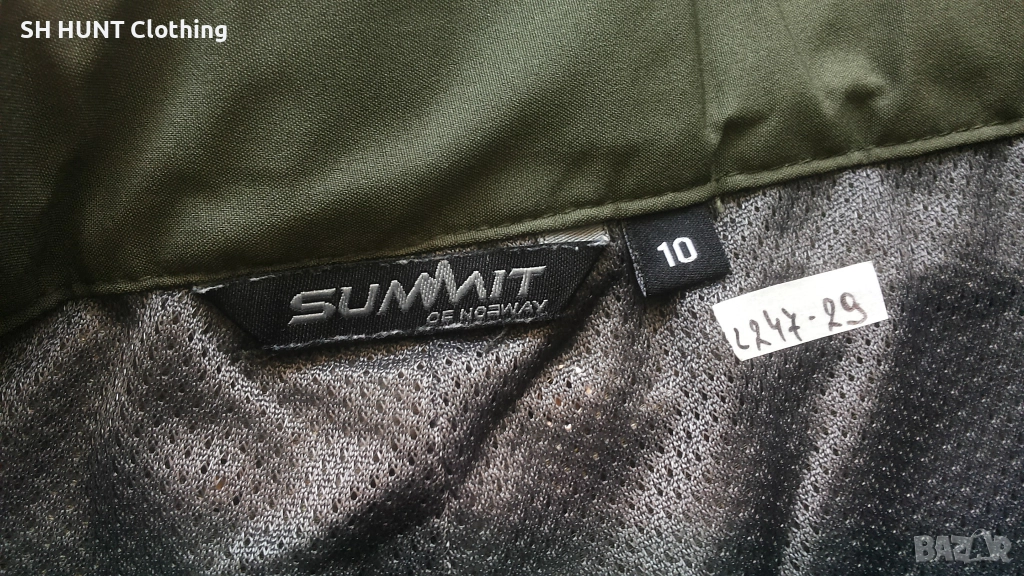 SH HUNT Clothing
SUMMIT
OF NORWAY
10
L247-29
BAZAR